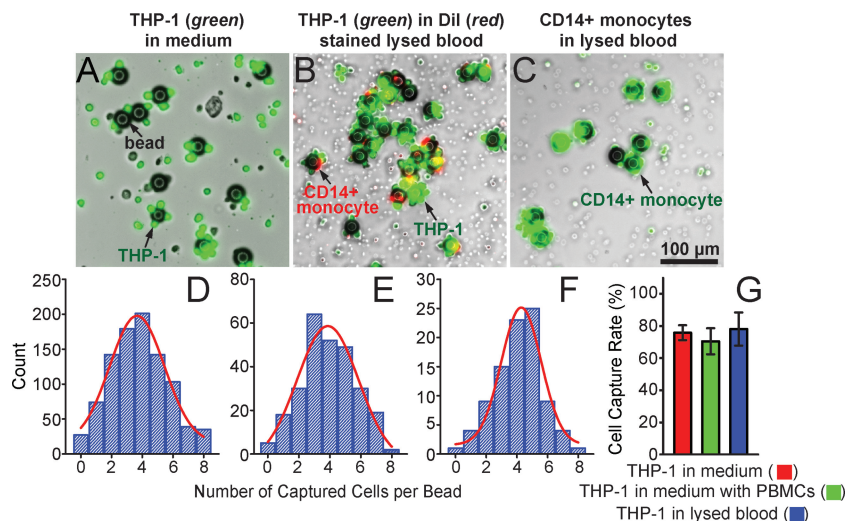 THP-1 (green)
in medium
THP-1 (green) in DiI (red)
stained lysed blood
CD14+ monocytes
in lysed blood
A
bead
THP-1
B
CD14+
monocyte
THP-1
C
CD14+ monocyte
100 µm
D
250
200
150
100
50
0
Count
0 2 4 6 8
E
80
60
40
20
0
0 2 4 6 8
F
30
25
20
15
10
5
0
0 2 4 6 8
Number of Captured Cells per Bead
G
Cell Capture Rate (%)
100
80
60
40
20
0
THP-1 in medium ( )
THP-1 in medium with PBMCs ( )
THP-1 in lysed blood ( )